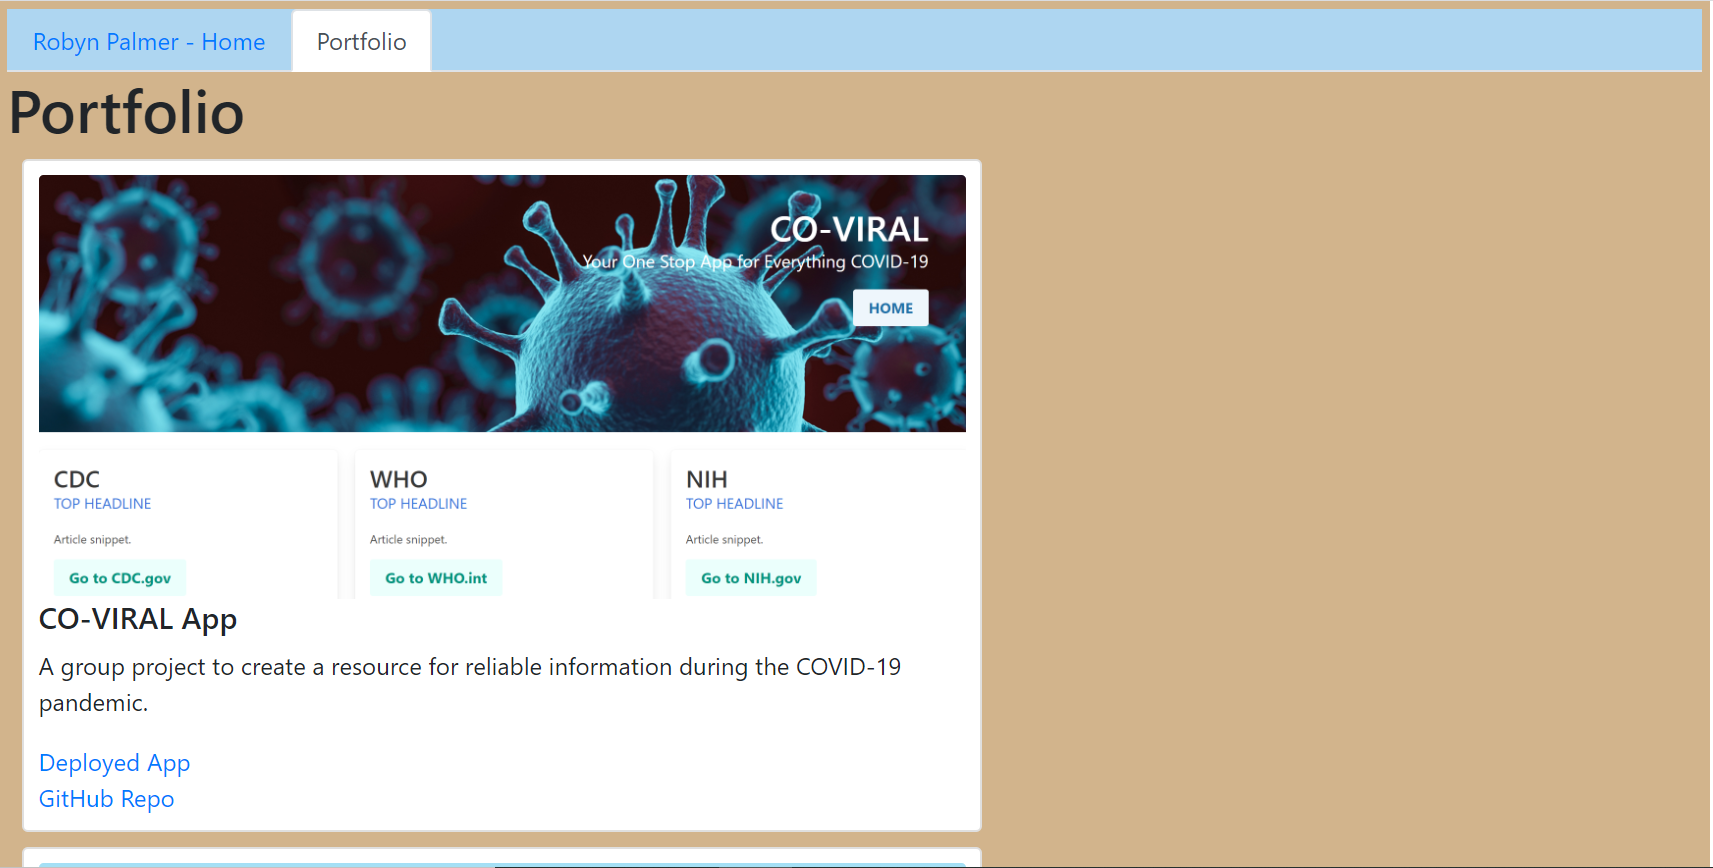 Robyn Palmer - Home Portfolio
Portfolio
CO-VIRAL
Your One Stop App for Everything COVID-19
HOME
CDC
TOP HEADLINE
Article snippet.
Go to CDC.gov
WHO
TOP HEADLINE
Article snippet.
Go to WHO.int
NIH
TOP HEADLINE
Article snippet.
Go to NIH.gov
CO-VIRAL App
A group project to create a resource for reliable information during the COVID-19
pandemic.
Deployed App
GitHub Repo